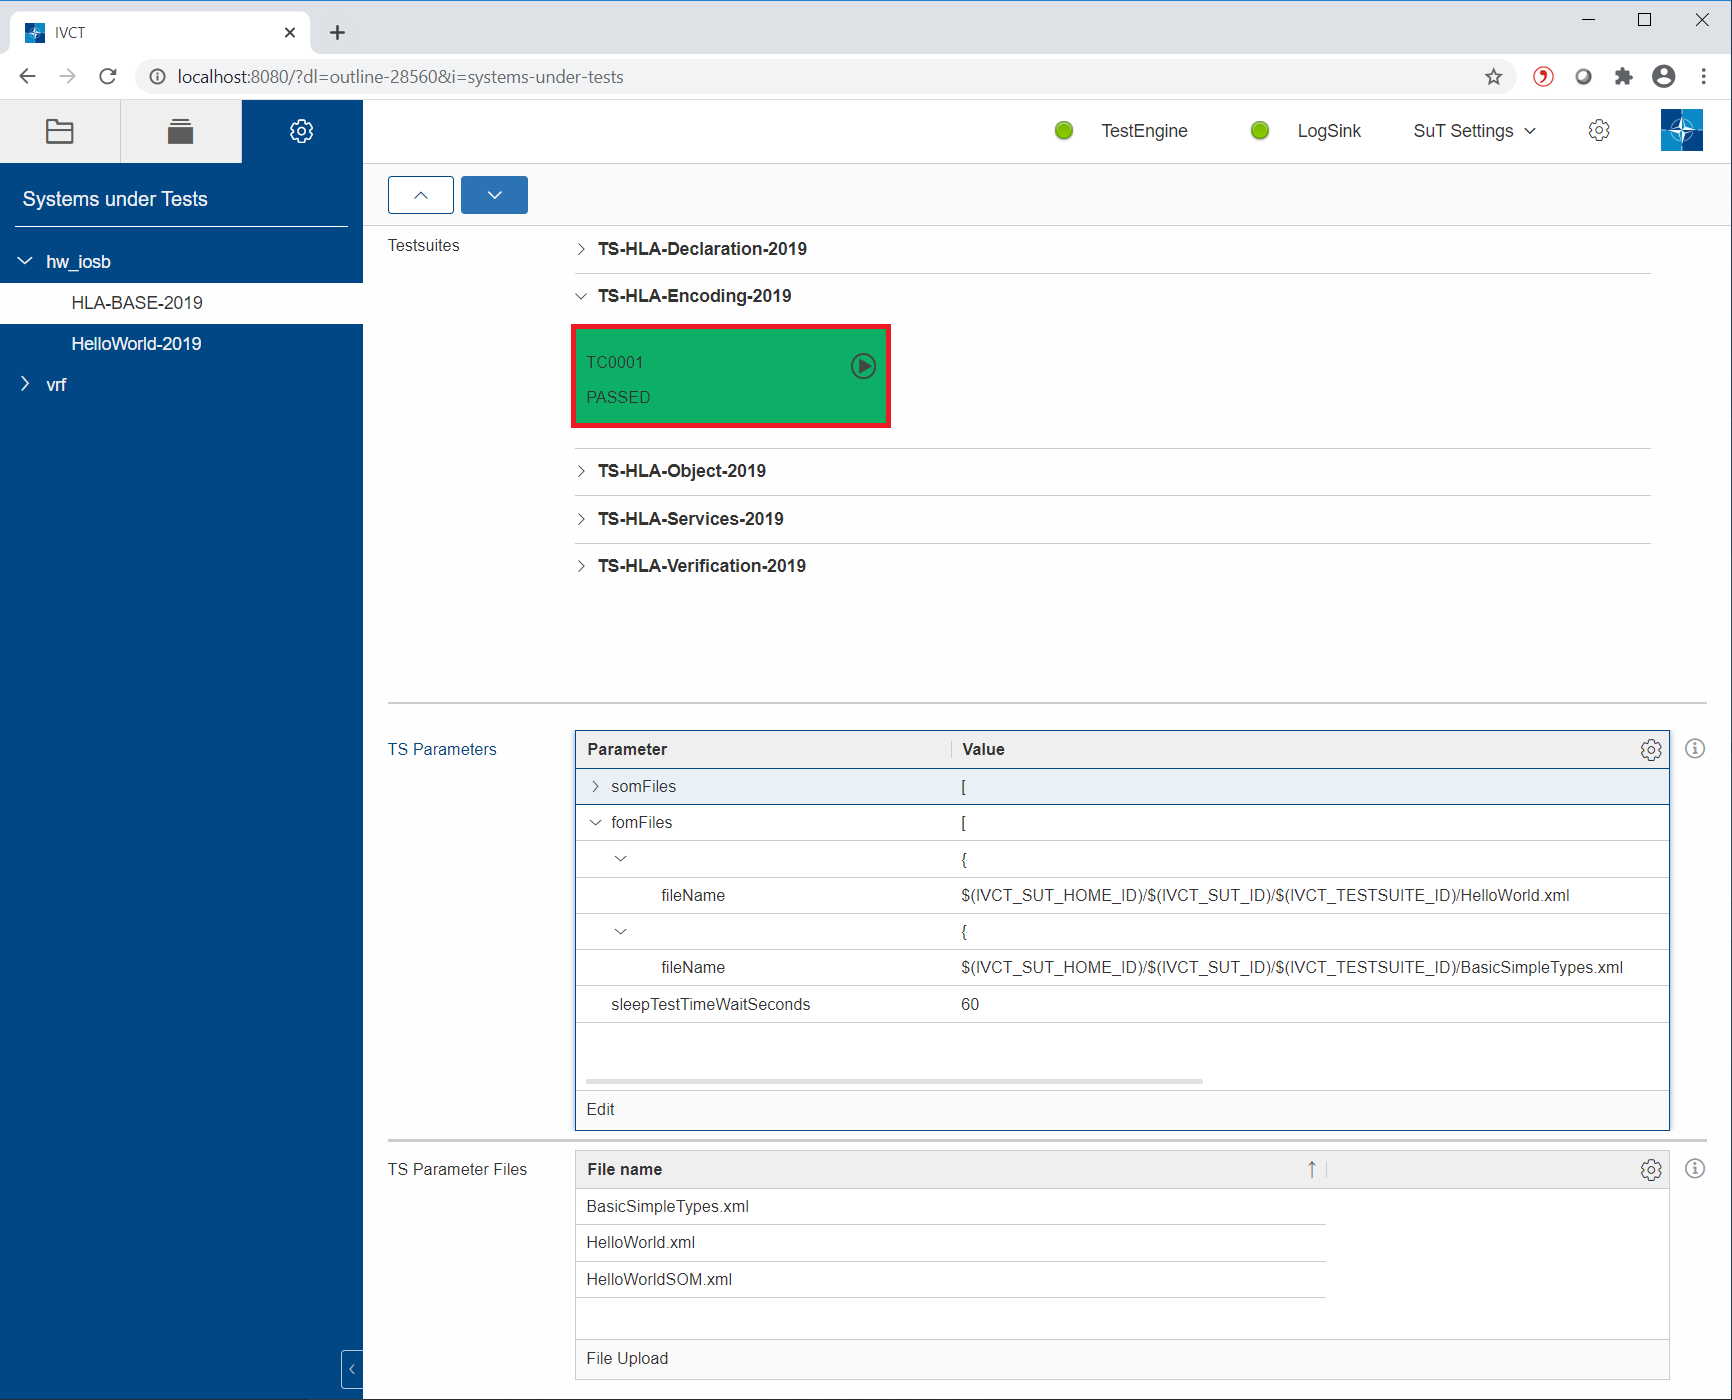 IVCT
localhost:8080/?dl=outline-28560&i=systems-under-tests
TestEngine
LogSink
SuT Settings
Systems under Tests
hw_iosb
HLA-BASE-2019
HelloWorld-2019
vrf
Testsuites
TS-HLA-Declaration-2019
TS-HLA-Encoding-2019
TC0001
PASSED
TS-HLA-Object-2019
TS-HLA-Services-2019
TS-HLA-Verification-2019
TS Parameters
Parameter Value
somFiles [
fomFiles [
{
fileName $(IVCT_SUT_HOME_ID)/$(IVCT_SUT_ID)/$(IVCT_TESTSUITE_ID)/HelloWorld.xml
{
fileName $(IVCT_SUT_HOME_ID)/$(IVCT_SUT_ID)/$(IVCT_TESTSUITE_ID)/BasicSimpleTypes.xml
sleepTestTimeWaitSeconds 60
Edit
TS Parameter Files
File name
BasicSimpleTypes.xml
HelloWorld.xml
HelloWorldSOM.xml
File Upload